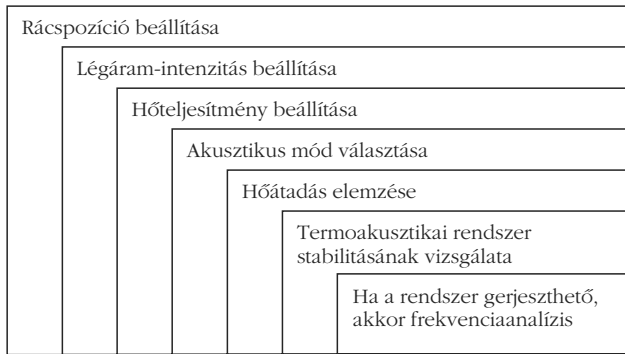 Rácspozíció beállítása
Légáram-intenzitás beállítása
Hőteljesítmény beállítása
Akusztikus mód választása
Hőátadás elemzése
Termoakusztikai rendszer
stabilitásának vizsgálata
Ha a rendszer gerjeszthető,
akkor frekvenciaanalízis